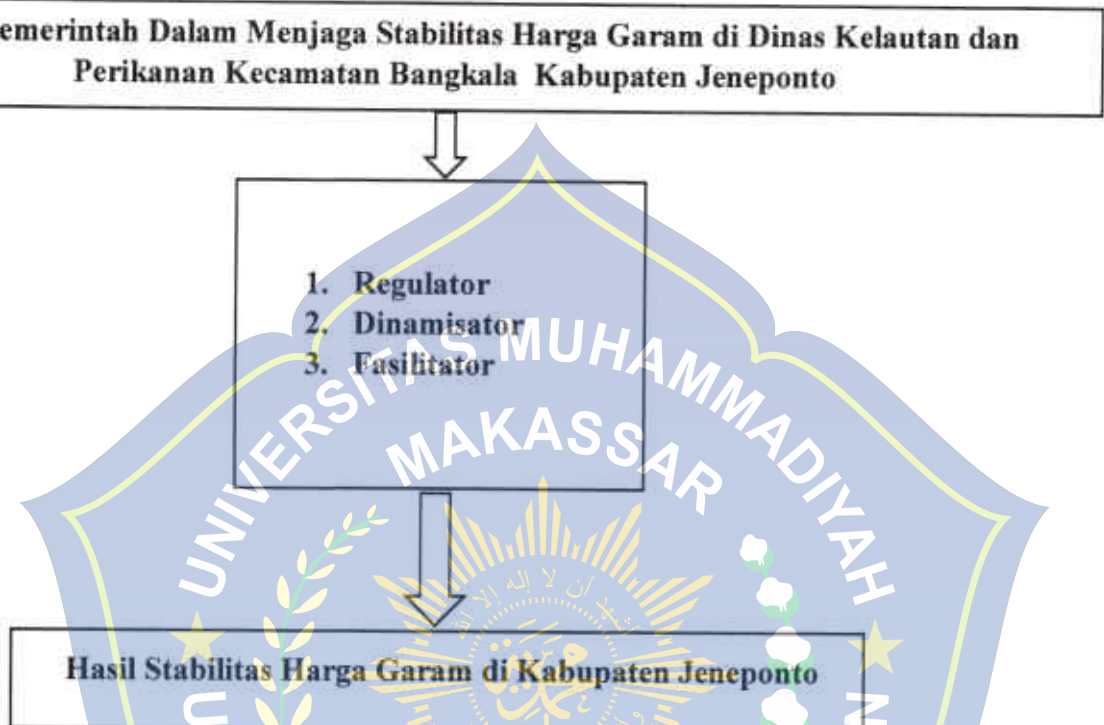 emerintah Dalam Menjaga Stabilitas Harga Garam di Dinas Kelautan dan
Perikanan Kecamatan Bangkala Kabupaten Jeneponto
1. Regulator
2. Dinamisator
3. Fasilitator
UNIVERSITAS MUHAMMADIYAH
MAKASSAR
Hasil Stabilitas Harga Garam di Kabupaten Jeneponto